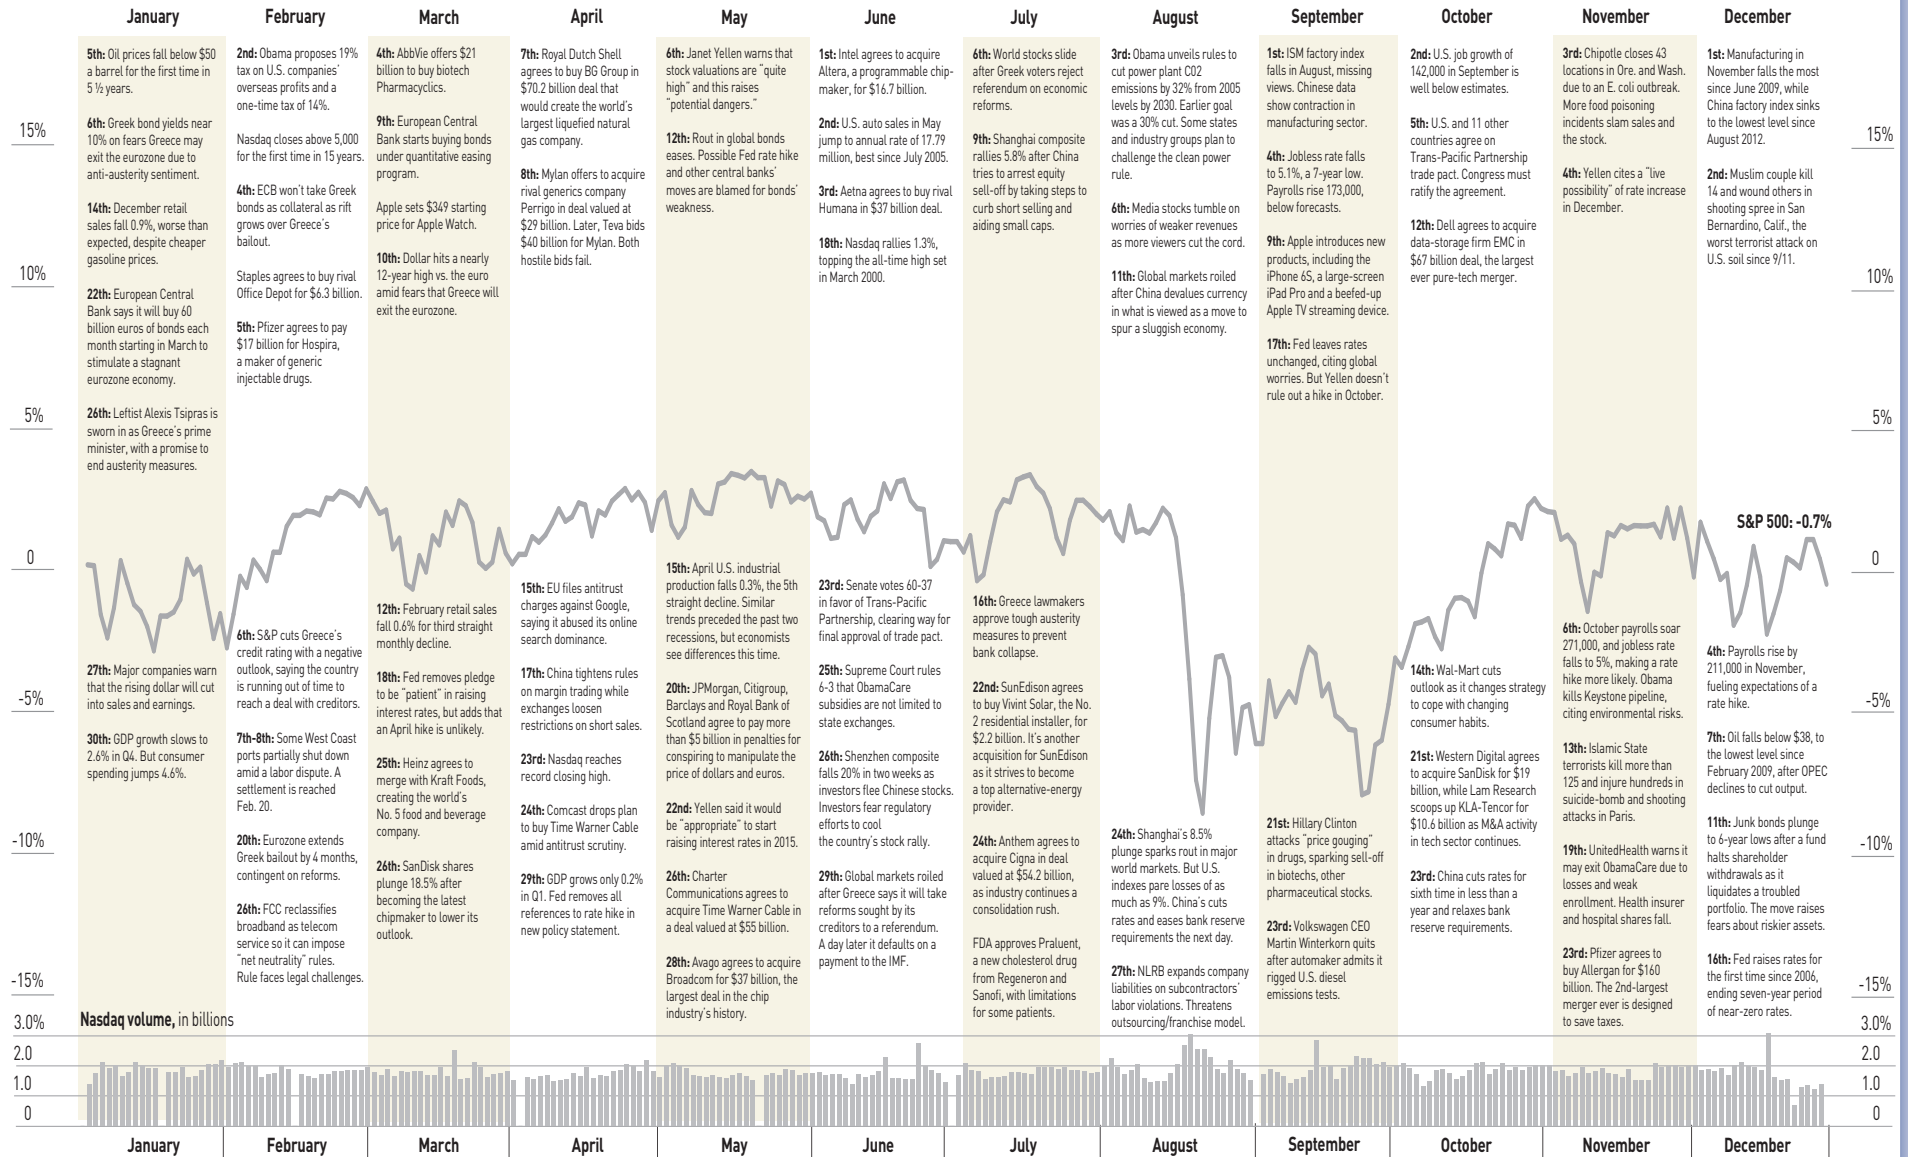 January
February
March
April
May
June
July
August
September
October
November
December
5th: Oil prices fall below $50
a barrel for the first time in
5 ½ years.
6th: Greek bond yields near
10% on fears Greece may
exit the eurozone due to
anti-austerity sentiment.
14th: December retail
sales fall 0.9%, worse than
expected, despite cheaper
gasoline prices.
22th: European Central
Bank says it will buy 60
billion euros of bonds each
month starting in March to
stimulate a stagnant
eurozone economy.
26th: Leftist Alexis Tsipras is
sworn in as Greece's prime
minister, with a promise to
end austerity measures.
27th: Major companies warn
that the rising dollar will cut
into sales and earnings.
30th: GDP growth slows to
2.6% in Q4. But consumer
spending jumps 4.6%.
2nd: Obama proposes 19%
tax on U.S. companies'
overseas profits and a
one-time tax of 14%.
Nasdaq closes above 5,000
for the first time in 15 years.
4th: ECB won't take Greek
bonds as collateral as rift
grows over Greece's
bailout.
Staples agrees to buy rival
Office Depot for $6.3 billion.
5th: Pfizer agrees to pay
$17 billion for Hospira,
a maker of generic
injectable drugs.
6th: S&P cuts Greece's
credit rating with a negative
outlook, saying the country
is running out of time to
reach a deal with creditors.
7th-8th: Some West Coast
ports partially shut down
amid a labor dispute. A
settlement is reached
Feb. 20.
20th: Eurozone extends
Greek bailout by 4 months,
contingent on reforms.
26th: FCC reclassifies
broadband as telecom
service so it can impose
"net neutrality" rules.
Rule faces legal challenges.
4th: AbbVie offers $21
billion to buy biotech
Pharmacyclics.
9th: European Central
Bank starts buying bonds
under quantitative easing
program.
Apple sets $349 starting
price for Apple Watch.
10th: Dollar hits a nearly
12-year high vs. the euro
amid fears that Greece will
exit the eurozone.
12th: February retail sales
fall 0.6% for third straight
monthly decline.
18th: Fed removes pledge
to be "patient" in raising
interest rates, but adds that
an April hike is unlikely.
25th: Heinz agrees to
merge with Kraft Foods,
creating the world's
No. 5 food and beverage
company.
26th: SanDisk shares
plunge 18.5% after
becoming the latest
chipmaker to lower its
outlook.
7th: Royal Dutch Shell
agrees to buy BG Group in
$70.2 billion deal that
would create the world's
largest liquefied natural
gas company.
8th: Mylan offers to acquire
rival generics company
Perrigo in deal valued at
$29 billion. Later, Teva bids
$40 billion for Mylan. Both
hostile bids fail.
15th: EU files antitrust
charges against Google,
saying it abused its online
search dominance.
17th: China tightens rules
on margin trading while
exchanges loosen
restrictions on short sales.
23rd: Nasdaq reaches
record closing high.
24th: Comcast drops plan
to buy Time Warner Cable
amid antitrust scrutiny.
29th: GDP grows only 0.2%
in Q1. Fed removes all
references to rate hike in
new policy statement.
6th: Janet Yellen warns that
stock valuations are "quite
high" and this raises
"potential dangers."
12th: Rout in global bonds
eases. Possible Fed rate hike
and other central banks'
moves are blamed for bonds'
weakness.
15th: April U.S. industrial
production falls 0.3%, the 5th
straight decline. Similar
trends preceded the past two
recessions, but economists
see differences this time.
20th: JPMorgan, Citigroup,
Barclays and Royal Bank of
Scotland agree to pay more
than $5 billion in penalties for
conspiring to manipulate the
price of dollars and euros.
22nd: Yellen said it would
be "appropriate" to start
raising interest rates in 2015.
26th: Charter
Communications agrees to
acquire Time Warner Cable in
a deal valued at $55 billion.
28th: Avago agrees to acquire
Broadcom for $37 billion, the
largest deal in the chip
industry's history.
1st: Intel agrees to acquire
Altera, a programmable chip-
maker, for $16.7 billion.
2nd: U.S. auto sales in May
jump to annual rate of 17.79
million, best since July 2005.
3rd: Aetna agrees to buy rival
Humana in $37 billion deal.
18th: Nasdaq rallies 1.3%,
topping the all-time high set
in March 2000.
23rd: Senate votes 60-37
in favor of Trans-Pacific
Partnership, clearing way for
final approval of trade pact.
25th: Supreme Court rules
6-3 that ObamaCare
subsidies are not limited to
state exchanges.
26th: Shenzhen composite
falls 20% in two weeks as
investors flee Chinese stocks.
Investors fear regulatory
efforts to cool
the country's stock rally.
29th: Global markets roiled
after Greece says it will take
reforms sought by its
creditors to a referendum.
A day later it defaults on a
payment to the IMF.
6th: World stocks slide
after Greek voters reject
referendum on economic
reforms.
9th: Shanghai composite
rallies 5.8% after China
tries to arrest equity
sell-off by taking steps to
curb short selling and
aiding small caps.
16th: Greece lawmakers
approve tough austerity
measures to prevent
bank collapse.
22nd: SunEdison agrees
to buy Vivint Solar, the No.
2 residential installer, for
$2.2 billion. It's another
acquisition for SunEdison
as it strives to become
a top alternative-energy
provider.
24th: Anthem agrees to
acquire Cigna in deal
valued at $54.2 billion,
as industry continues a
consolidation rush.
FDA approves Praluent,
a new cholesterol drug
from Regeneron and
Sanofi, with limitations
for some patients.
3rd: Obama unveils rules to
cut power plant CO2
emissions by 32% from 2005
levels by 2030. Earlier goal
was a 30% cut. Some states
and industry groups plan to
challenge the clean power
rule.
6th: Media stocks tumble on
worries of weaker revenues
as more viewers cut the cord.
11th: Global markets roiled
after China devalues currency
in what is viewed as a move to
spur a sluggish economy.
24th: Shanghai's 8.5%
plunge sparks rout in major
world markets. But U.S.
indexes pare losses of as
much as 9%. China's cuts
rates and eases bank reserve
requirements the next day.
27th: NLRB expands company
liabilities on subcontractors'
labor violations. Threatens
outsourcing/franchise model.
1st: ISM factory index
falls in August, missing
views. Chinese data
show contraction in
manufacturing sector.
4th: Jobless rate falls
to 5.1%, a 7-year low.
Payrolls rise 173,000,
below forecasts.
9th: Apple introduces new
products, including the
iPhone 6S, a large-screen
iPad Pro and a beefed-up
Apple TV streaming device.
17th: Fed leaves rates
unchanged, citing global
worries. But Yellen doesn't
rule out a hike in October.
21st: Hillary Clinton
attacks "price gouging"
in drugs, sparking sell-off
in biotechs, other
pharmaceutical stocks.
23rd: Volkswagen CEO
Martin Winterkorn quits
after automaker admits it
rigged U.S. diesel
emissions tests.
2nd: U.S. job growth of
142,000 in September is
well below estimates.
5th: U.S. and 11 other
countries agree on
Trans-Pacific Partnership
trade pact. Congress must
ratify the agreement.
12th: Dell agrees to acquire
data-storage firm EMC in
$67 billion deal, the largest
ever pure-tech merger.
14th: Wal-Mart cuts
outlook as it changes strategy
to cope with changing
consumer habits.
21st: Western Digital agrees
to acquire SanDisk for $19
billion, while Lam Research
scoops up KLA-Tencor for
$10.6 billion as M&A activity
in tech sector continues.
23rd: China cuts rates for
sixth time in less than a
year and relaxes bank
reserve requirements.
3rd: Chipotle closes 43
locations in Ore. and Wash.
due to an E. coli outbreak.
More food poisoning
incidents slam sales and
the stock.
4th: Yellen cites a "live
possibility" of rate increase
in December.
6th: October payrolls soar
271,000, and jobless rate
falls to 5%, making a rate
hike more likely. Obama
kills Keystone pipeline,
citing environmental risks.
13th: Islamic State
terrorists kill more than
125 and injure hundreds in
suicide-bomb and shooting
attacks in Paris.
19th: UnitedHealth warns it
may exit ObamaCare due to
losses and weak
enrollment. Health insurer
and hospital shares fall.
23rd: Pfizer agrees to
buy Allergan for $160
billion. The 2nd-largest
merger ever is designed
to save taxes.
1st: Manufacturing in
November falls the most
since June 2009, while
China factory index sinks
to the lowest level since
August 2012.
2nd: Muslim couple kill
14 and wound others in
shooting spree in San
Bernardino, Calif., the
worst terrorist attack on
U.S. soil since 9/11.
S&P 500: -0.7%
4th: Payrolls rise by
211,000 in November,
fueling expectations of a
rate hike.
7th: Oil falls below $38, to
the lowest level since
February 2009, after OPEC
declines to cut output.
11th: Junk bonds plunge
to 6-year lows after a fund
halts shareholder
withdrawals as it
liquidates a troubled
portfolio. The move raises
fears about riskier assets.
16th: Fed raises rates for
the first time since 2006,
ending seven-year period
of near-zero rates.
15%
10%
5%
0
-5%
-10%
-15%
3.0%
2.0
1.0
0
15%
10%
5%
0
-5%
-10%
-15%
3.0%
2.0
1.0
0
Nasdaq volume, in billions
January
February
March
April
May
June
July
August
September
October
November
December